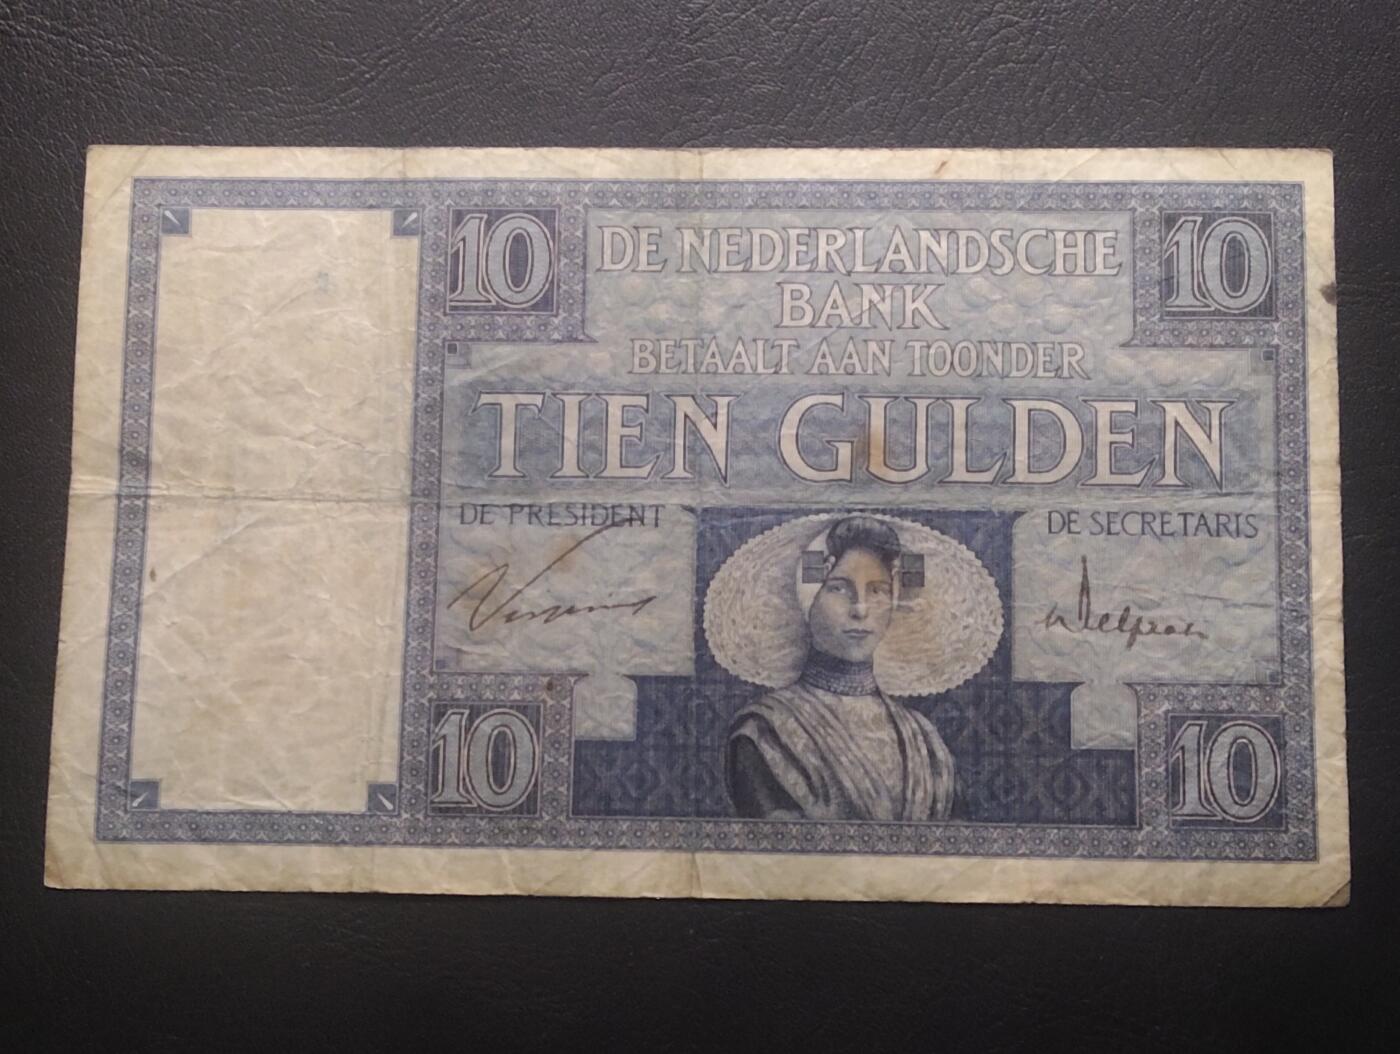 10
DE NEDERLANDSCHE
BANK
10
BETAALT AAN TOONDER
TIEN GULDEN
DE PRESIDENT
DE SECRETARIS
10
10